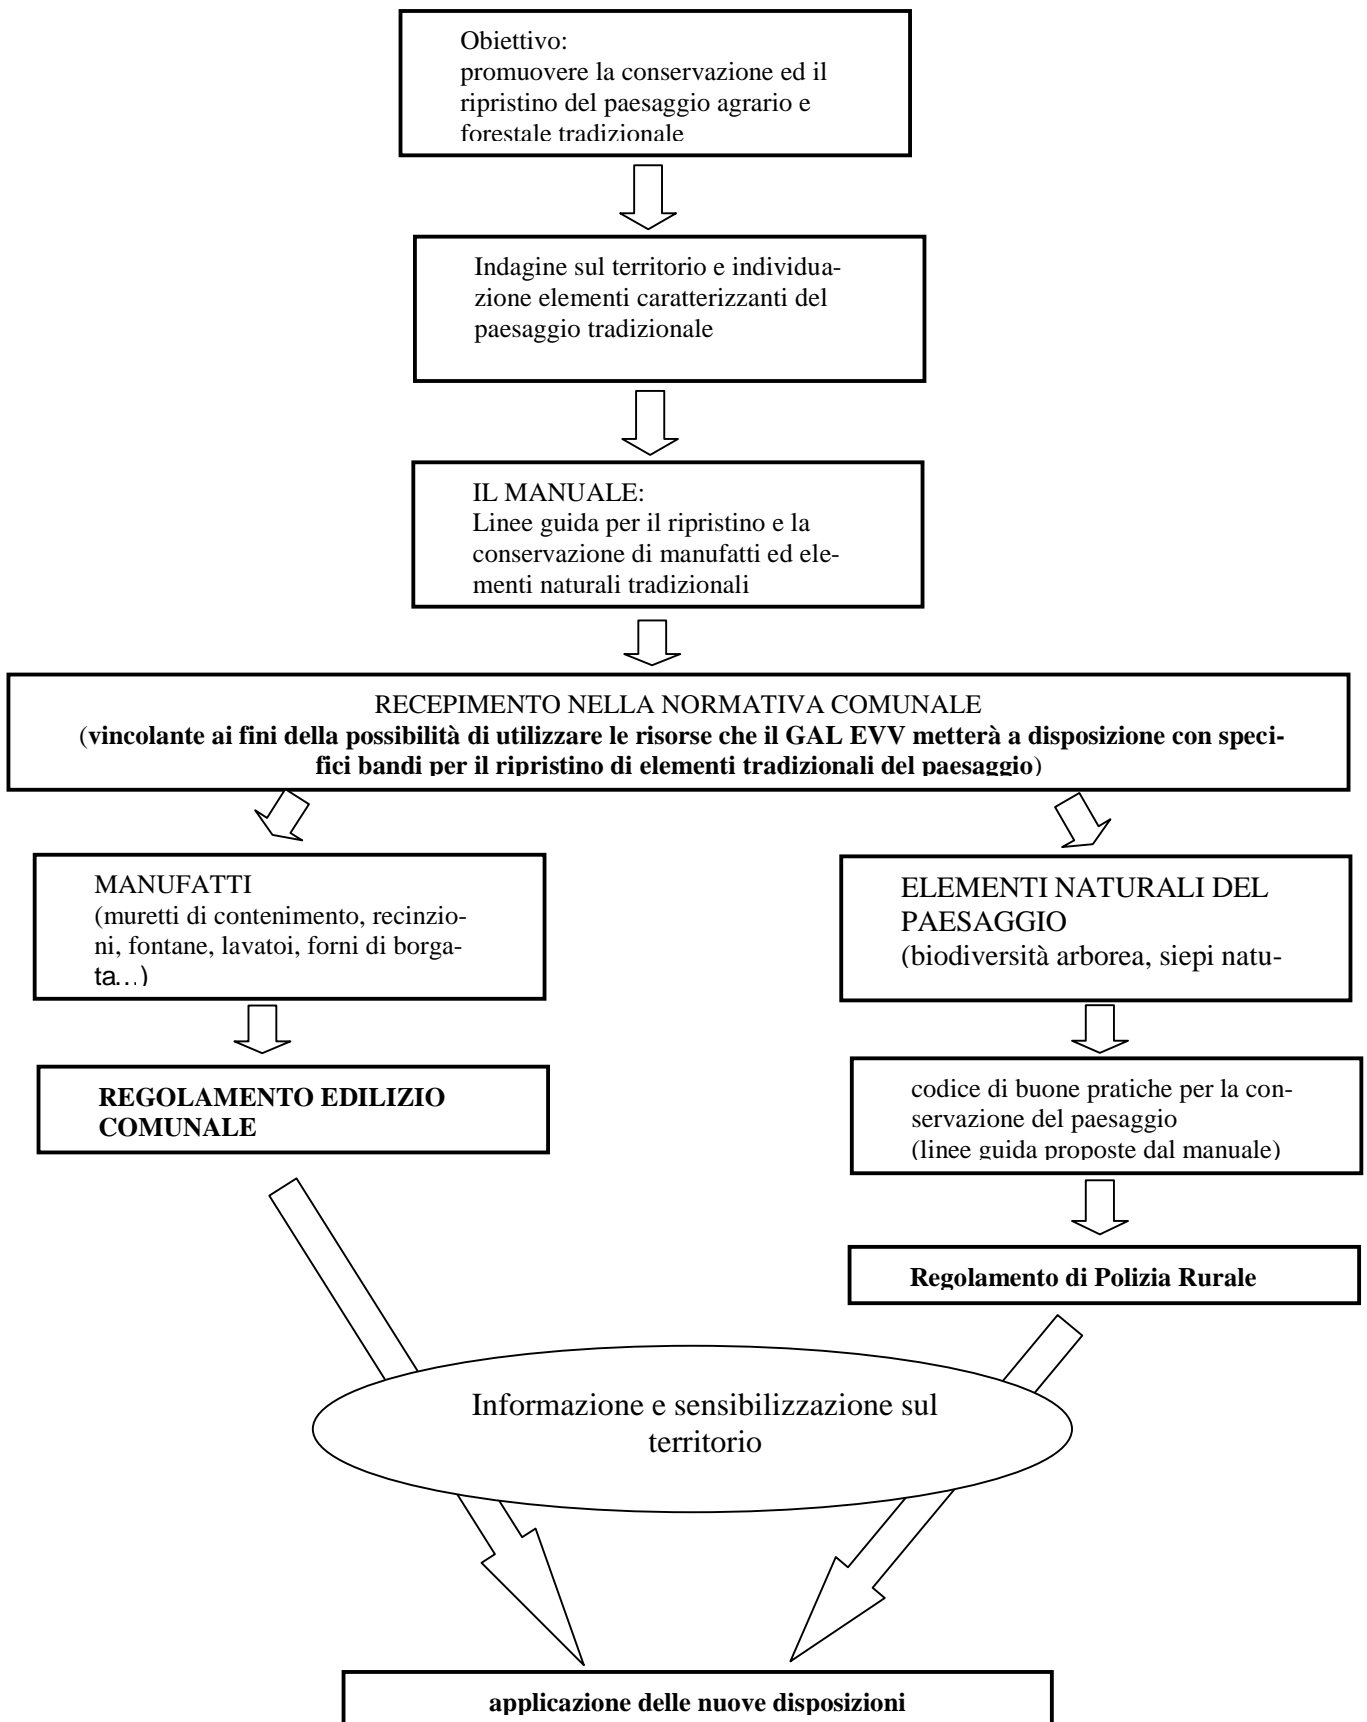 Obiettivo:
promuovere la conservazione ed il
ripristino del paesaggio agrario e
forestale tradizionale
Indagine sul territorio e individua-
zione elementi caratterizzanti del
paesaggio tradizionale
IL MANUALE:
Linee guida per il ripristino e la
conservazione di manufatti ed ele-
menti naturali tradizionali
RECEPIMENTO NELLA NORMATIVA COMUNALE
(vincolante ai fini della possibilità di utilizzare le risorse che il GAL EVV metterà a disposizione con speci-
fici bandi per il ripristino di elementi tradizionali del paesaggio)
MANUFATTI
(muretti di contenimento, recinzio-
ni, fontane, lavatoi, forni di borga-
ta…)
ELEMENTI NATURALI DEL
PAESAGGIO
(biodiversità arborea, siepi natu-
REGOLAMENTO EDILIZIO
COMUNALE
codice di buone pratiche per la con-
servazione del paesaggio
(linee guida proposte dal manuale)
Regolamento di Polizia Rurale
Informazione e sensibilizzazione sul
territorio
applicazione delle nuove disposizioni